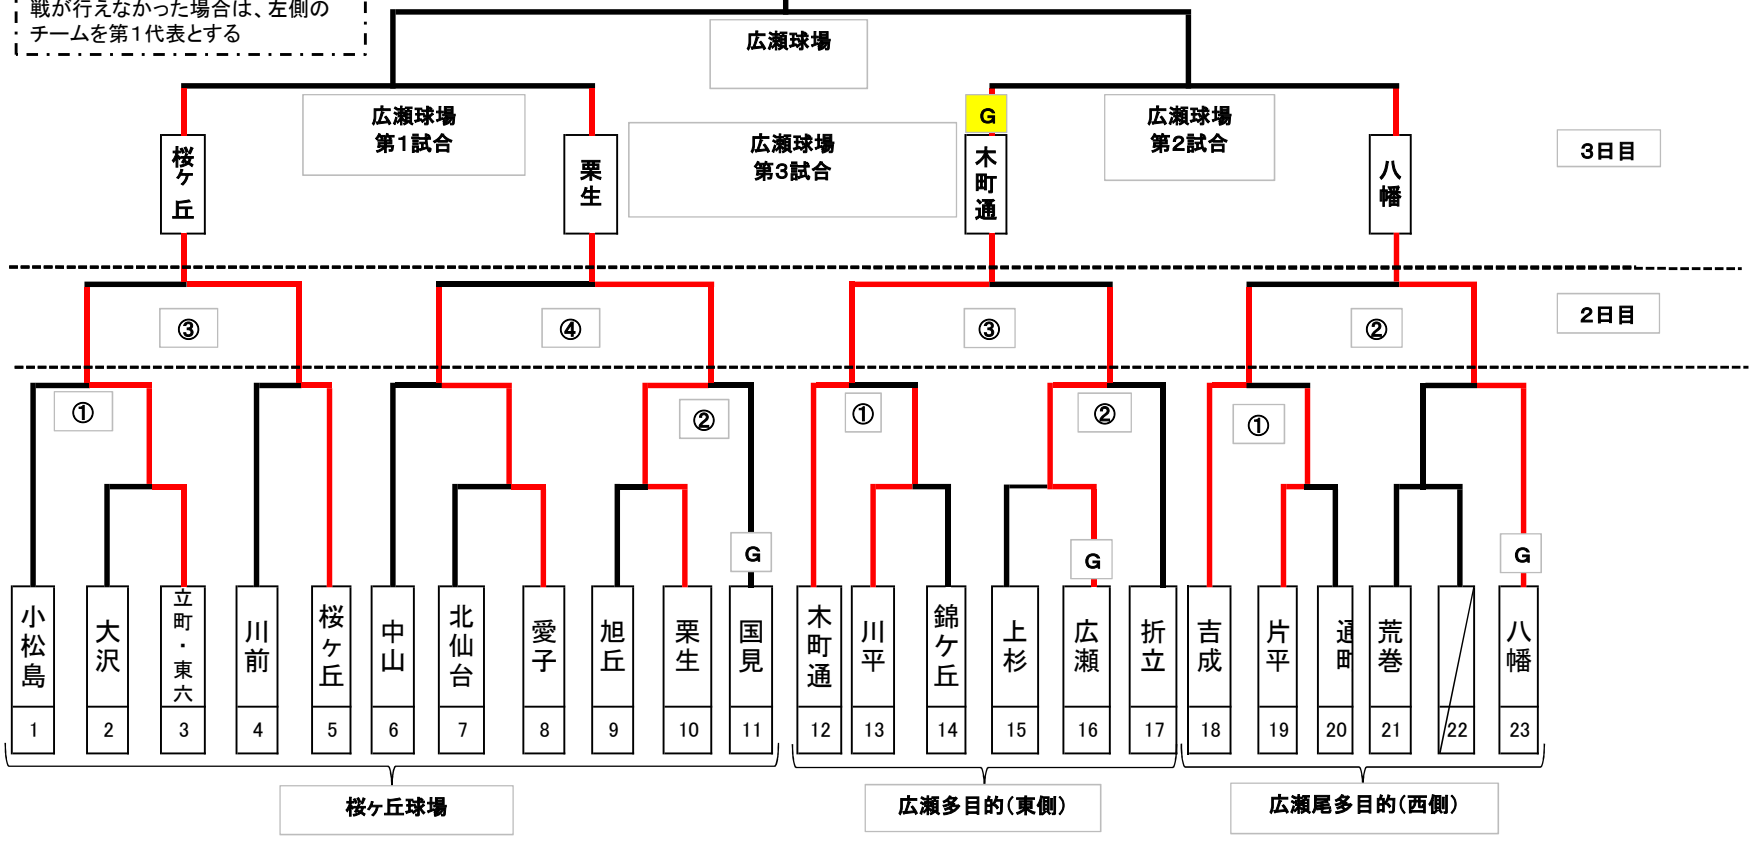 戦が行えなかった場合は、左側の
チームを第1代表とする
広瀬球場
広瀬球場
第1試合
広瀬球場
第3試合
G
広瀬球場
第2試合
3日目
桜ヶ丘
栗生
木町通
八幡
2日目
③
④
③
②
①
②
①
②
①
G
G
G
小松島
大沢
立町・東六
川前
桜ヶ丘
中山
北仙台
愛子
旭丘
栗生
国見
木町通
川平
錦ケ丘
上杉
広瀬
折立
吉成
片平
通町
荒巻
八幡
1
2
3
4
5
6
7
8
9
10
11
12
13
14
15
16
17
18
19
20
21
22
23
桜ヶ丘球場
広瀬多目的(東側)
広瀬尾多目的(西側)